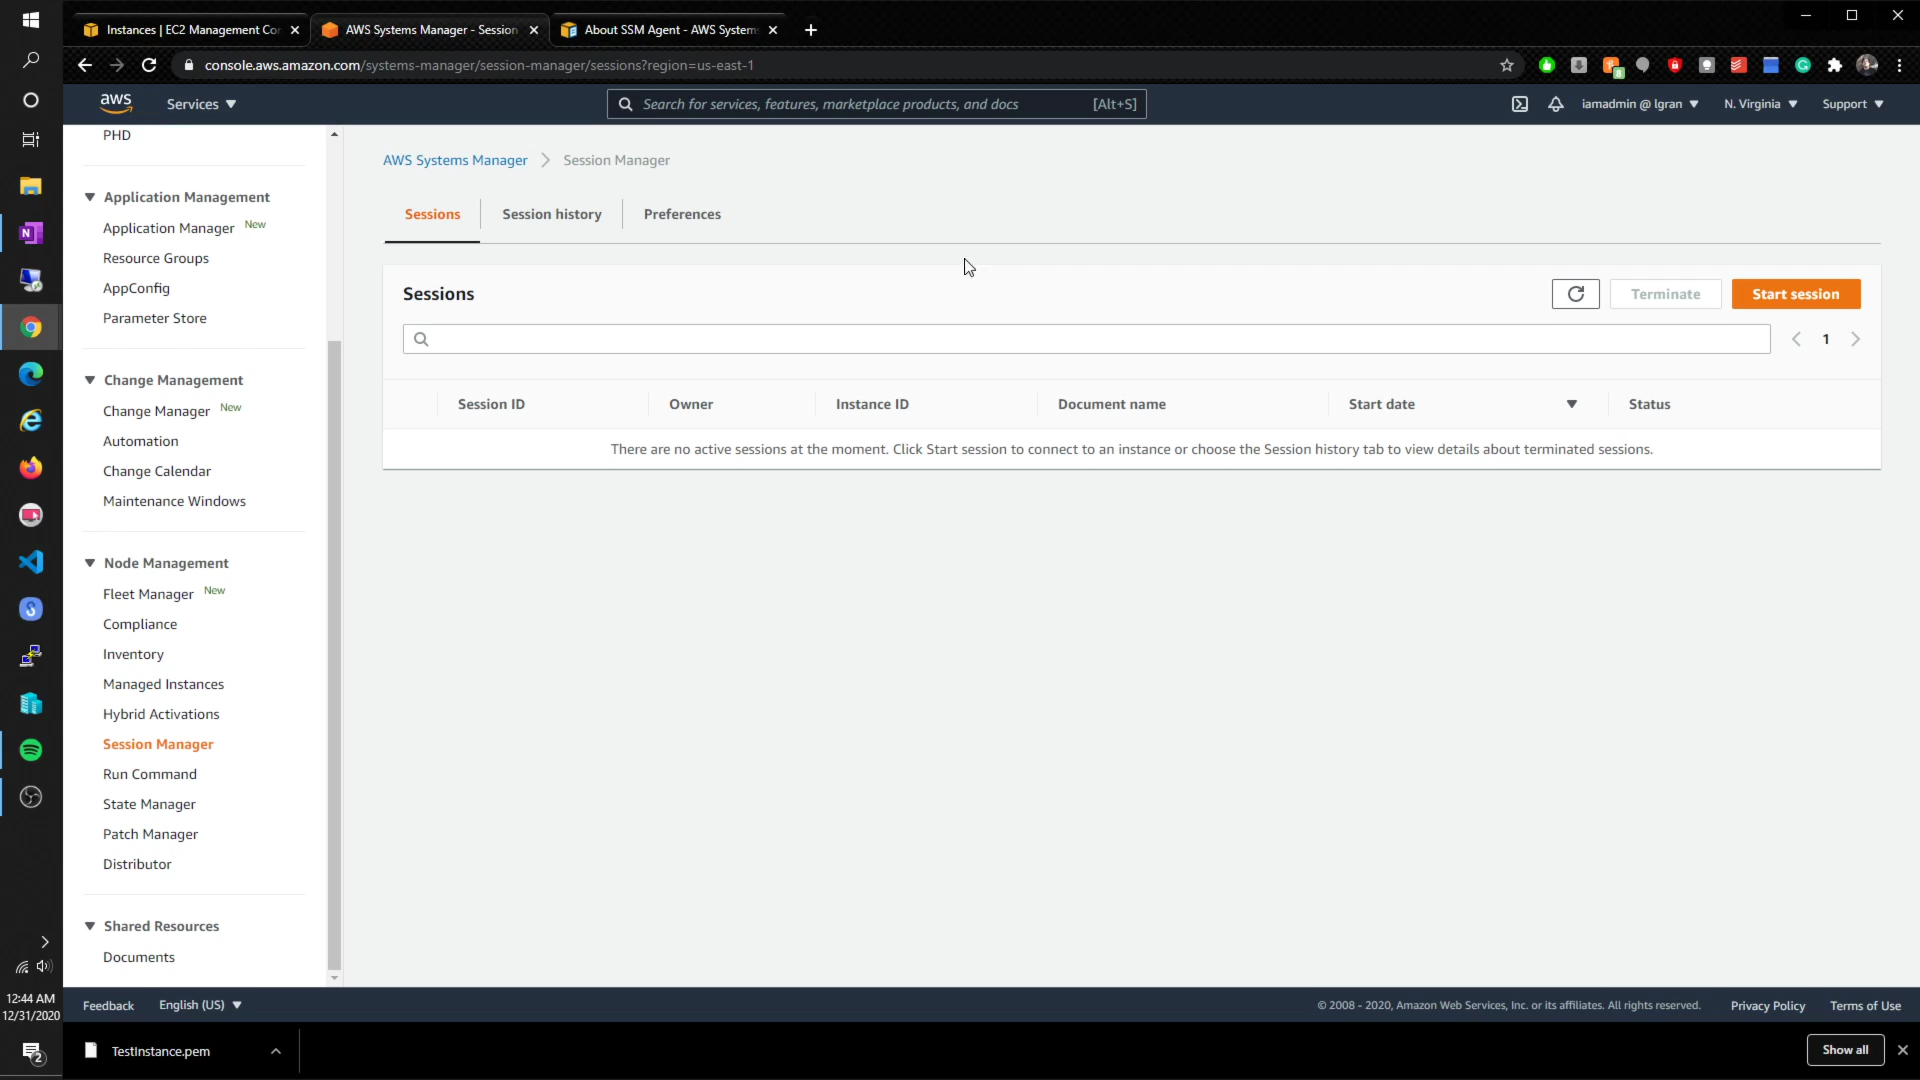 Instances | EC2 Management Co
AWS Systems Manager - Session
About SSM Agent - AWS System
console.aws.amazon.com/systems-manager/session-manager/sessions?region=us-east-1
8
aws
Services
Search for services, features, marketplace products, and docs
[Alt+S]
iamadmin @ lgran
N. Virginia
Support
PHD
Application Management
Application Manager New
Resource Groups
AppConfig
Parameter Store
Change Management
Change Manager New
Automation
Change Calendar
Maintenance Windows
Node Management
Fleet Manager New
Compliance
Inventory
Managed Instances
Hybrid Activations
Session Manager
Run Command
State Manager
Patch Manager
Distributor
Shared Resources
Documents
AWS Systems Manager
Session Manager
Sessions
Session history
Preferences
Sessions
Terminate
Start session
1
Session ID
Owner
Instance ID
Document name
Start date
Status
There are no active sessions at the moment. Click Start session to connect to an instance or choose the Session history tab to view details about terminated sessions.
Feedback
English (US)
© 2008 - 2020, Amazon Web Services, Inc. or its affiliates. All rights reserved.
Privacy Policy
Terms of Use
12:44 AM
12/31/2020
2
TestInstance.pem
Show all